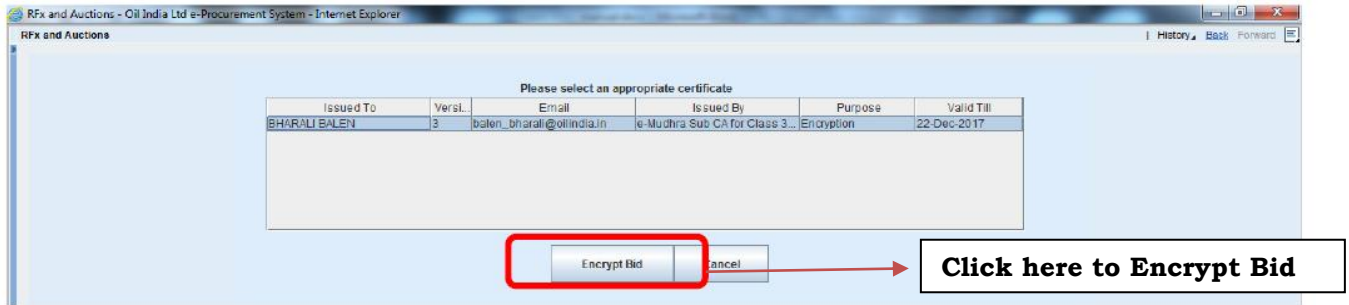 RFx and Auctions - Oil India Ltd e-Procurement System - Internet Explorer
RFx and Auctions | History Back Forward
Please select an appropriate certificate
Issued To Versi... Email Issued By Purpose Valid Till
BHARALI BALEN 3 balen_bharali@oilindia.in e-Mudhra Sub CA for Class 3... Encryption 22-Dec-2017
Encrypt Bid Cancel Click here to Encrypt Bid